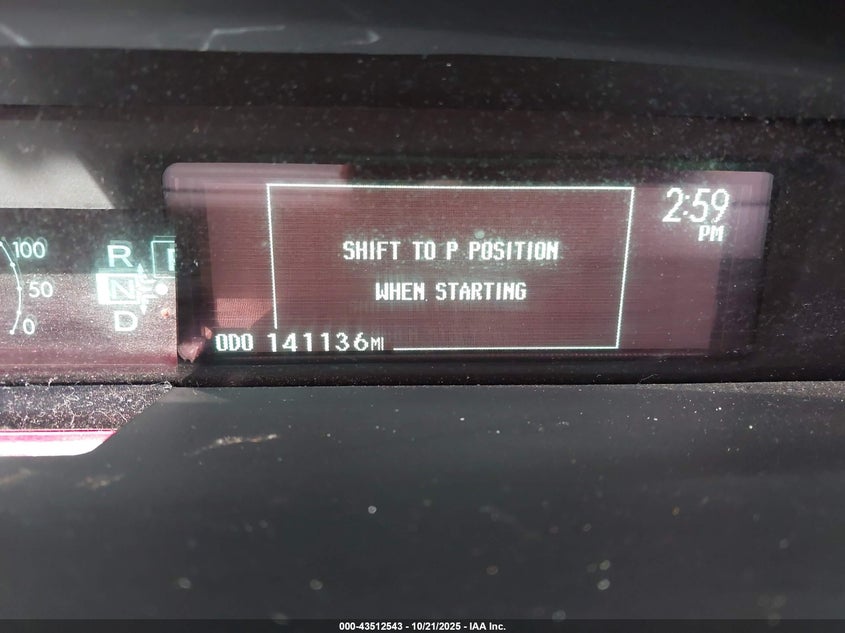 2:59
PM
SHIFT TO P POSITION
WHEN STARTING
100
50
0
R
N
D
ODO 141136MI
000-43512543 - 10/21/2025 - IAA Inc.